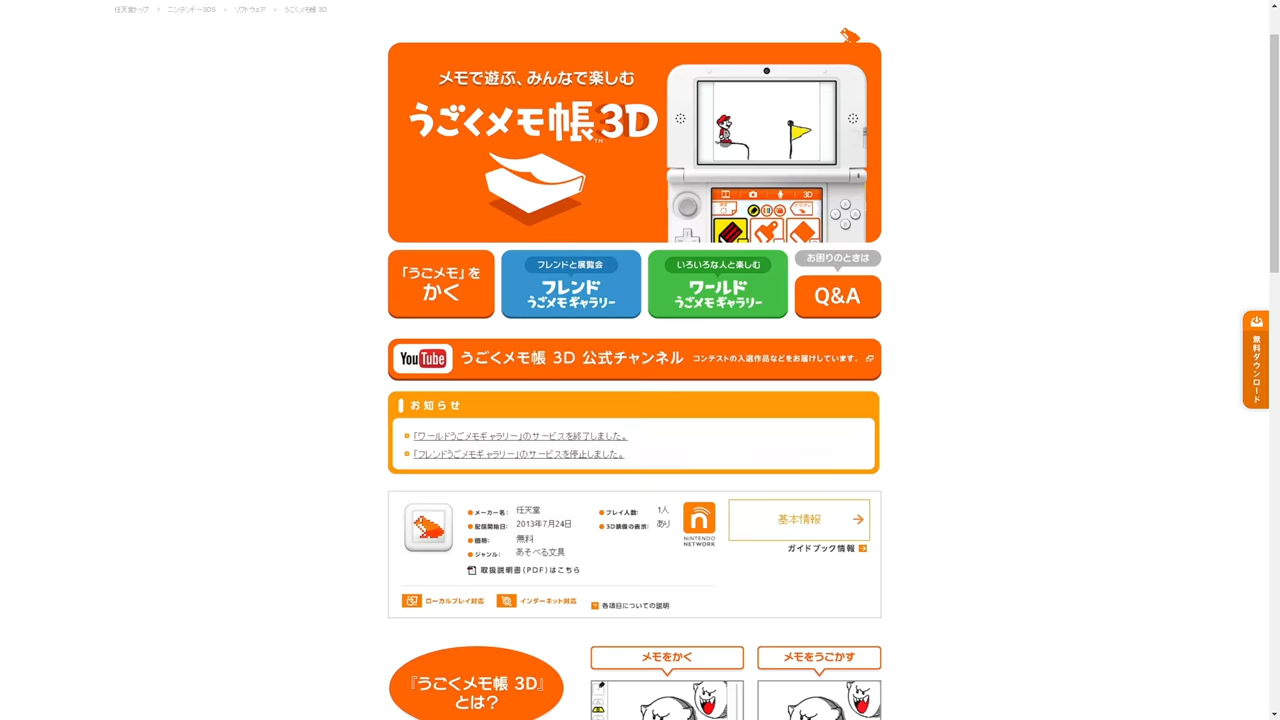 任天堂トップ > ニンテンドー3DS > ソフトウェア > うごくメモ帳 3D
メモで遊ぶ、みんなで楽しむ
うごくメモ帳3D
TM
3D
「うごメモ」を
かく
フレンドと展覧会
フレンド
うごメモギャラリー
いろいろな人と楽しむ
ワールド
うごメモギャラリー
お困りのときは
Q&A
YouTube うごくメモ帳 3D 公式チャンネル コンテストの入選作品などをお届けしています。
無料ダウンロード
お知らせ
「ワールドうごメモギャラリー」のサービスを終了しました。
「フレンドうごメモギャラリー」のサービスを停止しました。
メーカー名: 任天堂
配信開始日: 2013年7月24日
価格: 無料
ジャンル: あそべる文具
取扱説明書(PDF)はこちら
プレイ人数: 1人
3D映像の表示: あり
NINTENDO
NETWORK
基本情報
ガイドブック情報
ローカルプレイ対応 インターネット対応 各項目についての説明
『うごくメモ帳 3D』
とは?
メモをかく
メモをうごかす